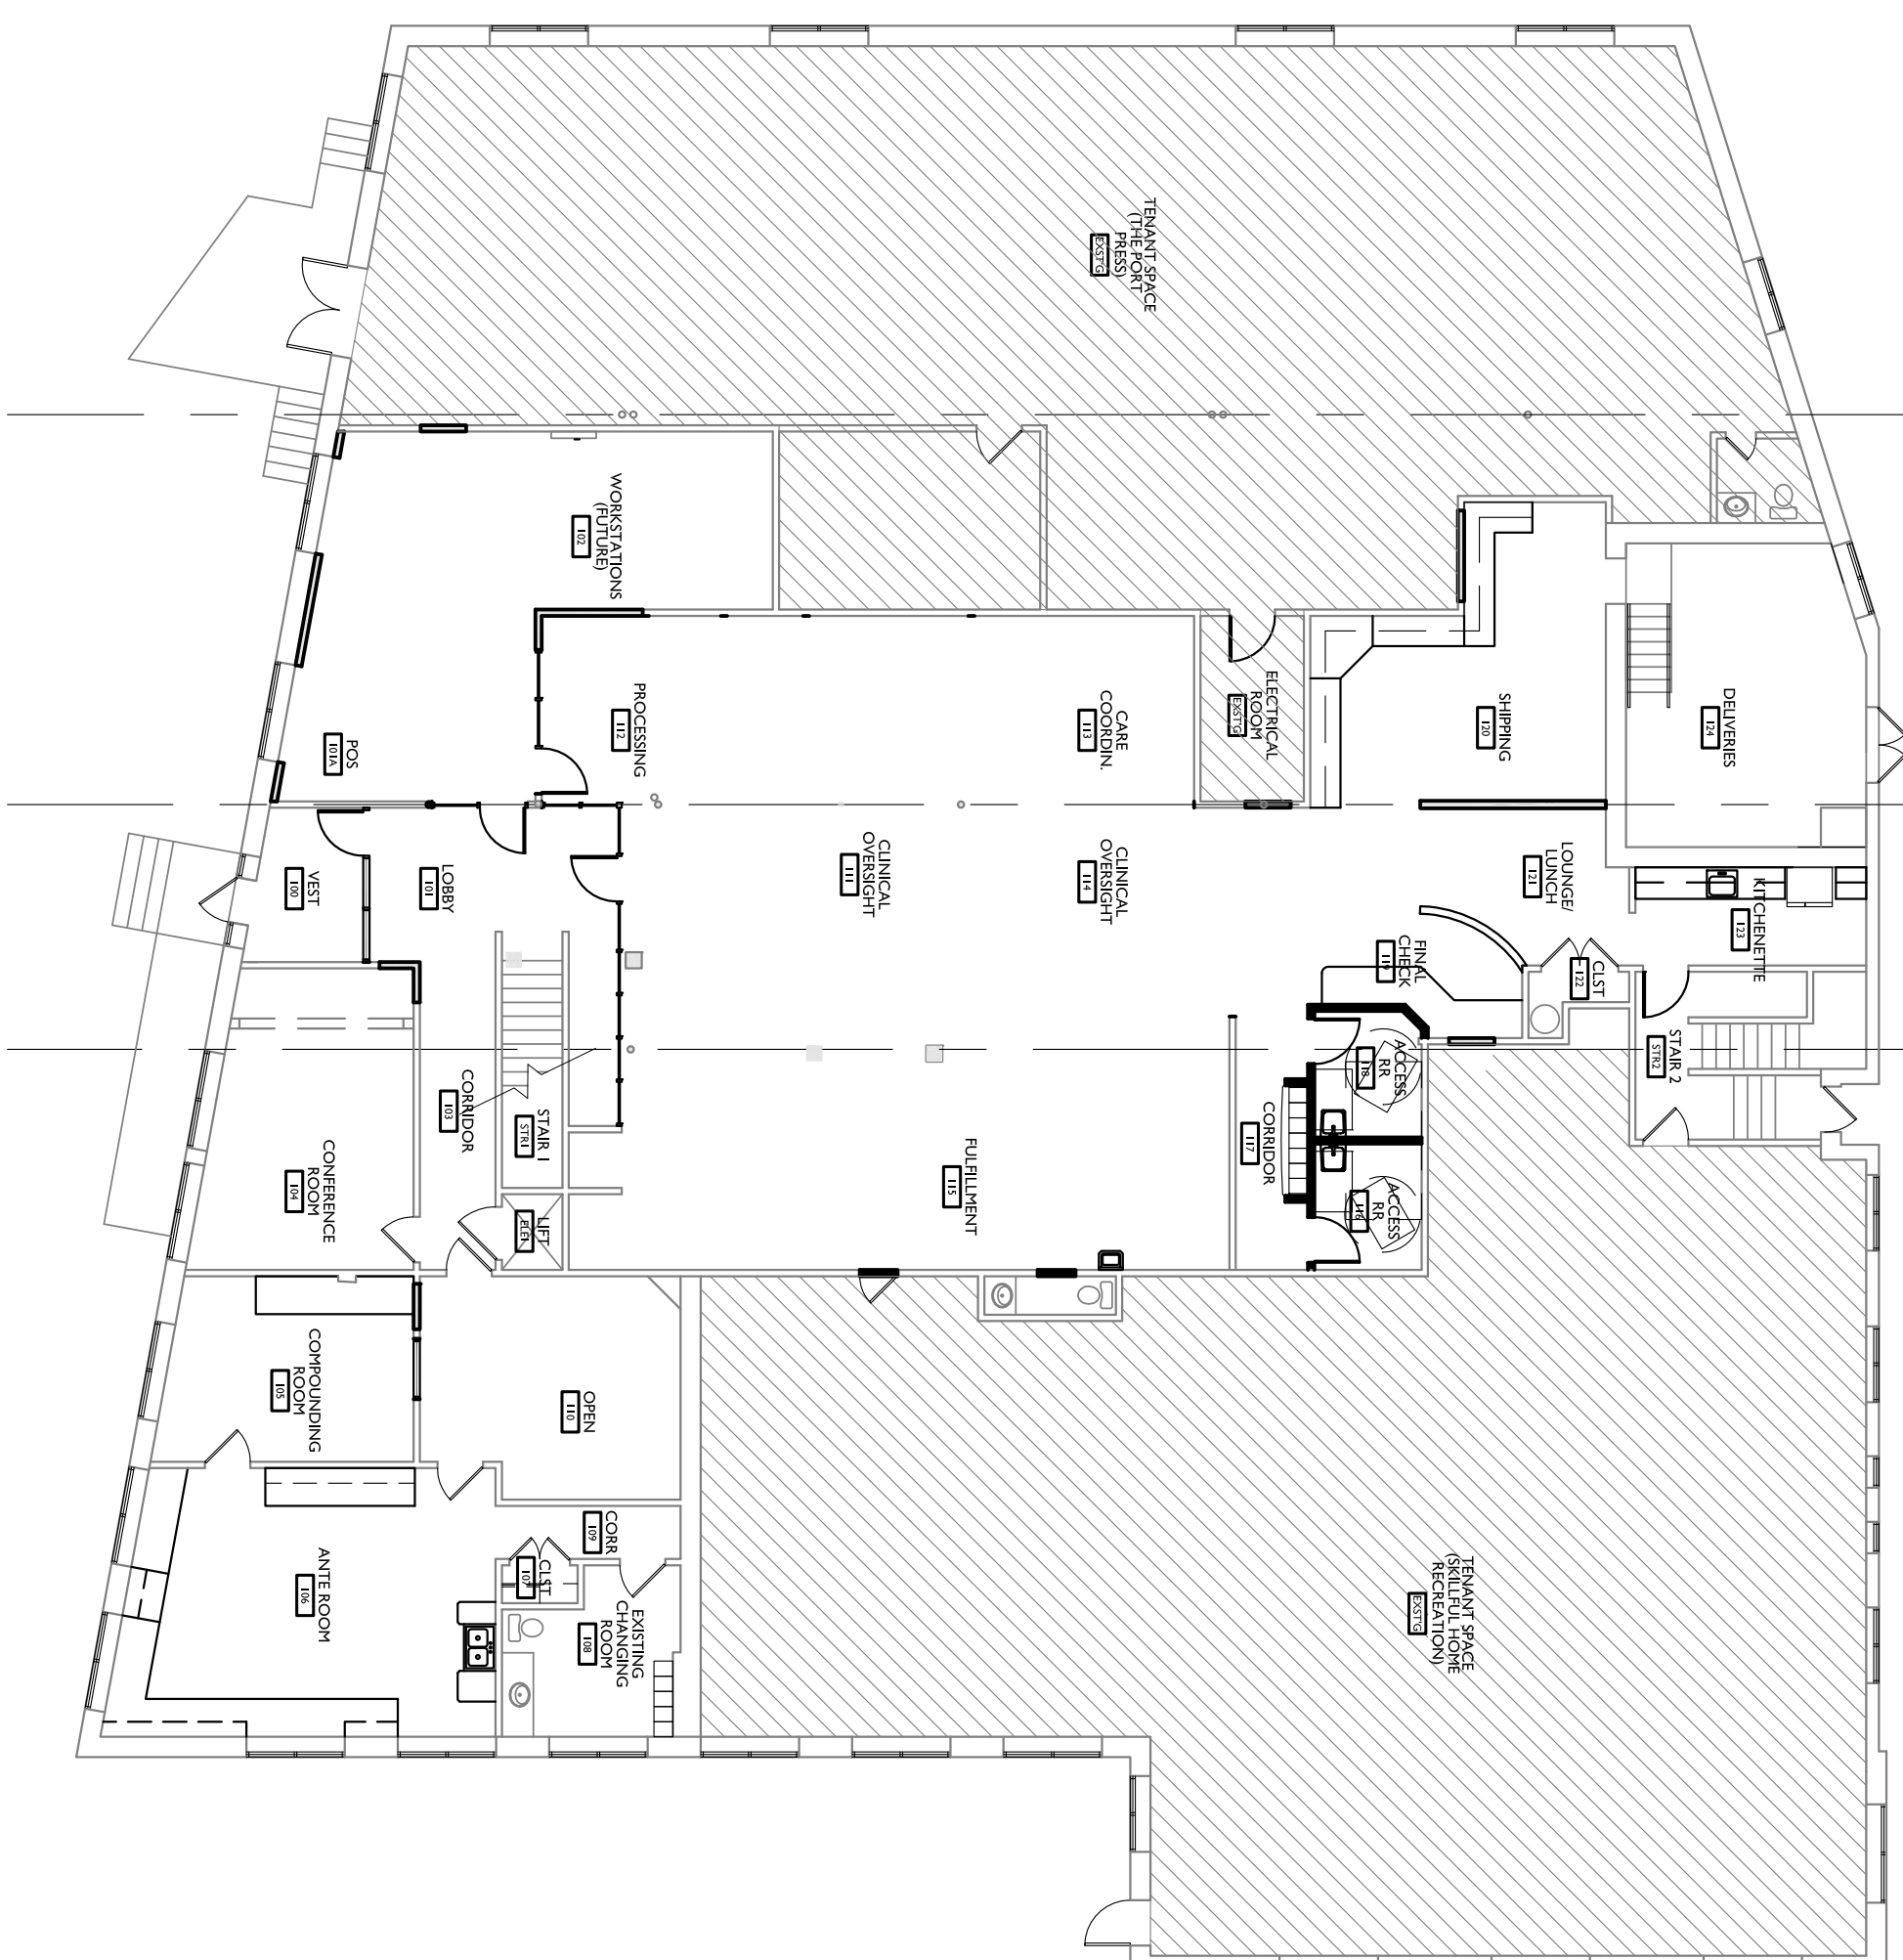 TENANT SPACE
(THE PORT
PRESS)
EXST'G
WORKSTATIONS
(FUTURE)
102
PROCESSING
112
CARE
COORDIN.
113
ELECTRICAL
ROOM
EXST'G
SHIPPING
120
DELIVERIES
124
POS
101A
VEST
100
LOBBY
101
CLINICAL
OVERSIGHT
111
CLINICAL
OVERSIGHT
114
LOUNGE/
LUNCH
121
KITCHENETTE
123
FINAL
CHECK
119
CLST
122
STAIR 2
STR2
CORRIDOR
103
STAIR 1
STR1
ACCESS
RR
118
CORRIDOR
117
ACCESS
RR
116
FULFILLMENT
115
CONFERENCE
ROOM
104
LIFT
ELE1
COMPOUNDING
ROOM
105
OPEN
110
CORR
109
CLST
107
ANTE ROOM
106
EXISTING
CHANGING
ROOM
108
TENANT SPACE
(SKILLFUL HOME
RECREATION)
EXST'G